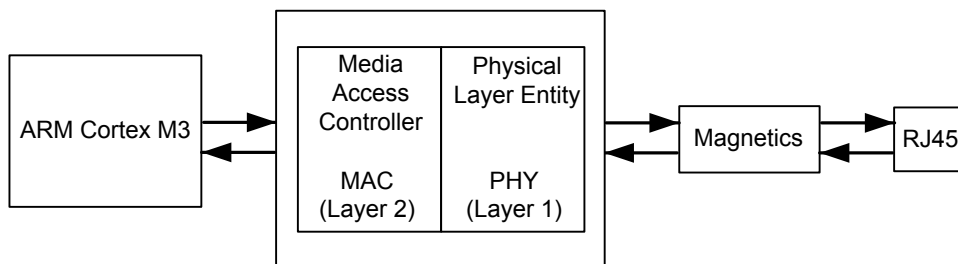 ARM Cortex M3
Media
Access
Controller
MAC
(Layer 2)
Physical
Layer Entity
PHY
(Layer 1)
Magnetics
RJ45